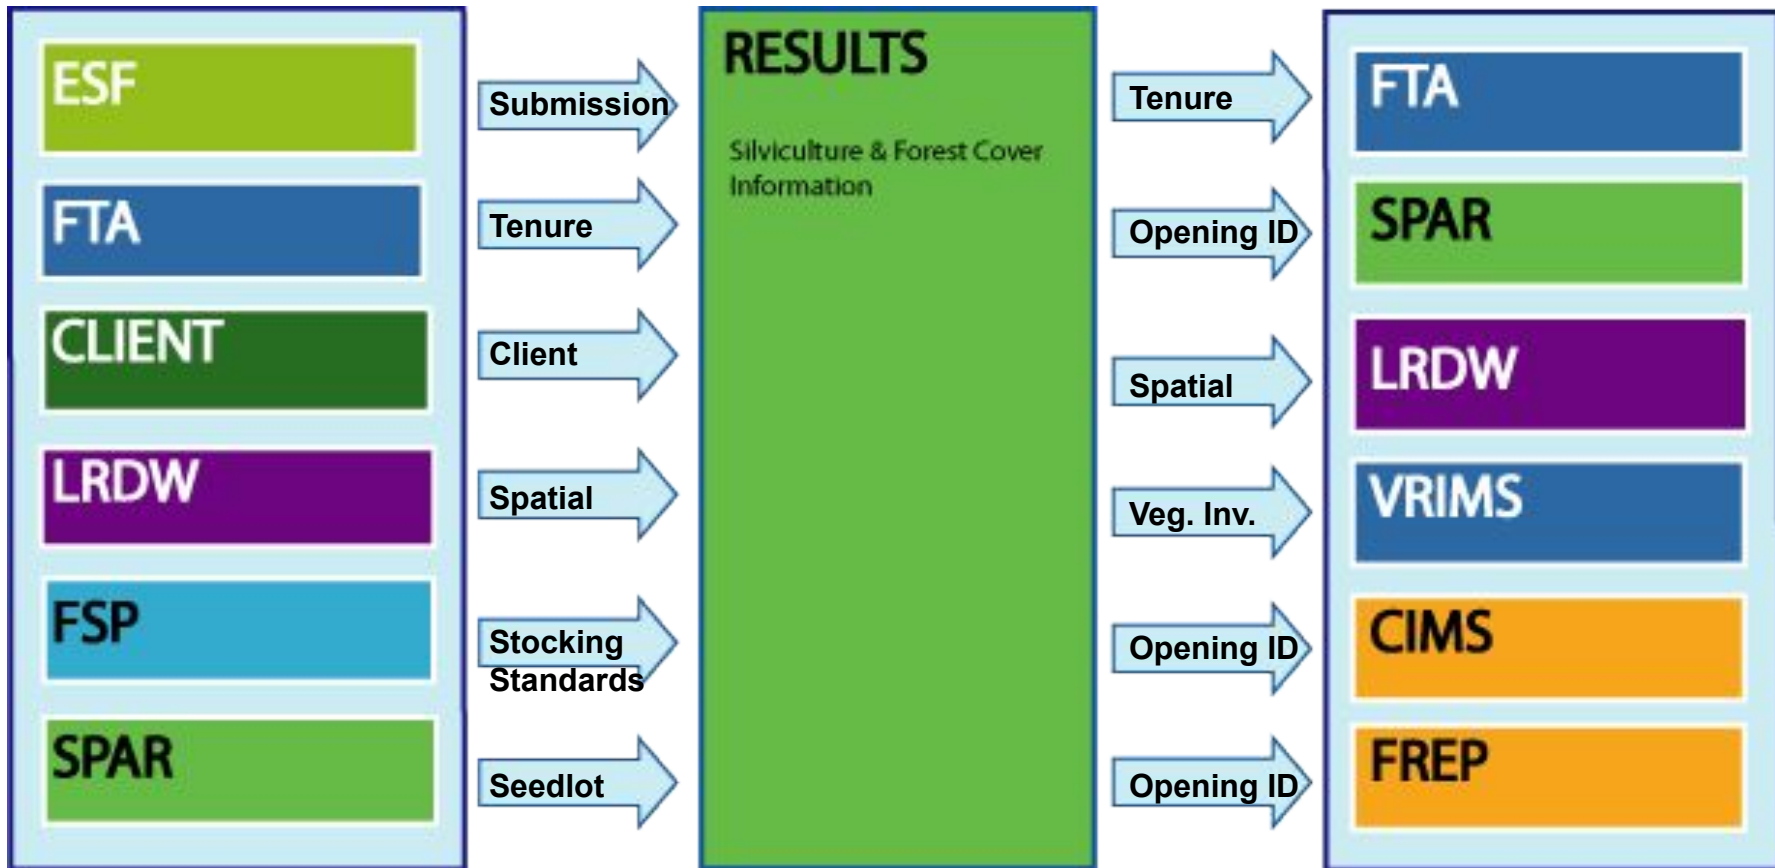 ESF
FTA
CLIENT
LRDW
FSP
SPAR
Submission
Tenure
Client
Spatial
Stocking
Standards
Seedlot
RESULTS
Silviculture & Forest Cover
Information
Tenure
Opening ID
Spatial
Veg. Inv.
Opening ID
Opening ID
FTA
SPAR
LRDW
VRIMS
CIMS
FREP